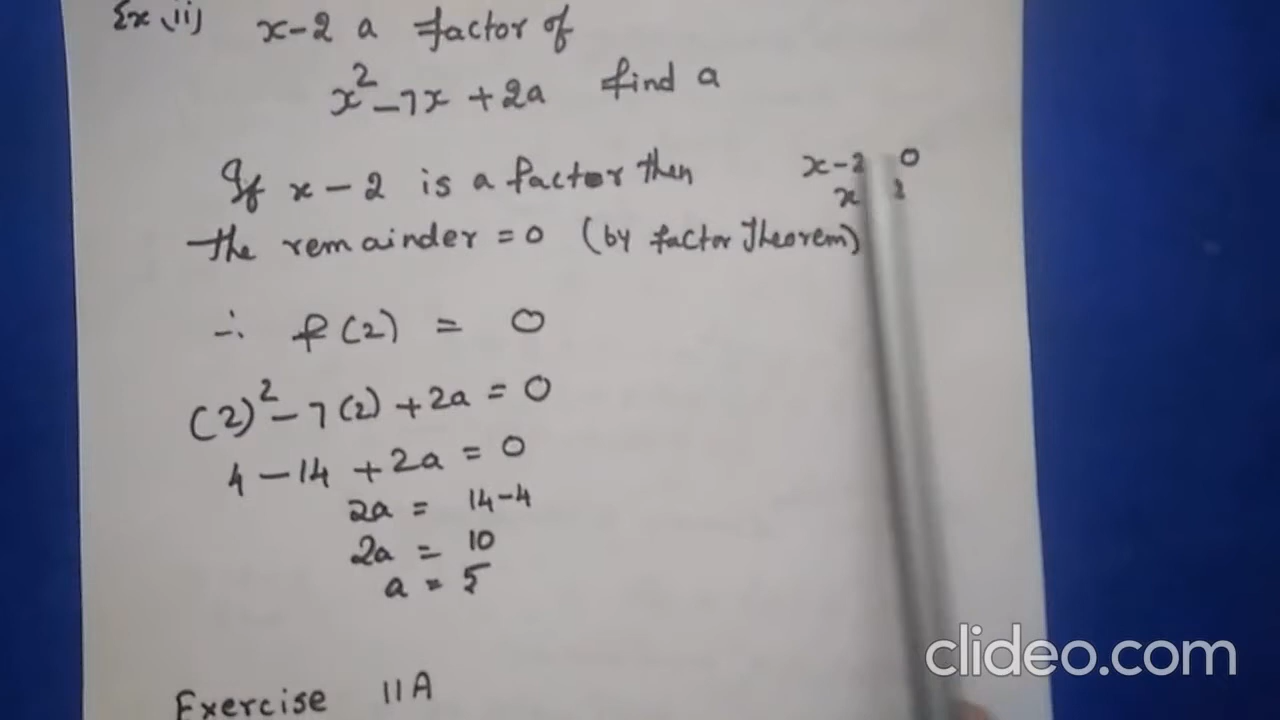 Ex ii) x-2 a factor of
x² - 7x + 2a find a
If x - 2 is a factor then
x-2 0
x 2
the remainder = 0 (by factor Theorem)
∴ f(2) = 0
(2)² - 7(2) + 2a = 0
4 - 14 + 2a = 0
2a = 14-4
2a = 10
a = 5
Exercise 11A
clideo.com